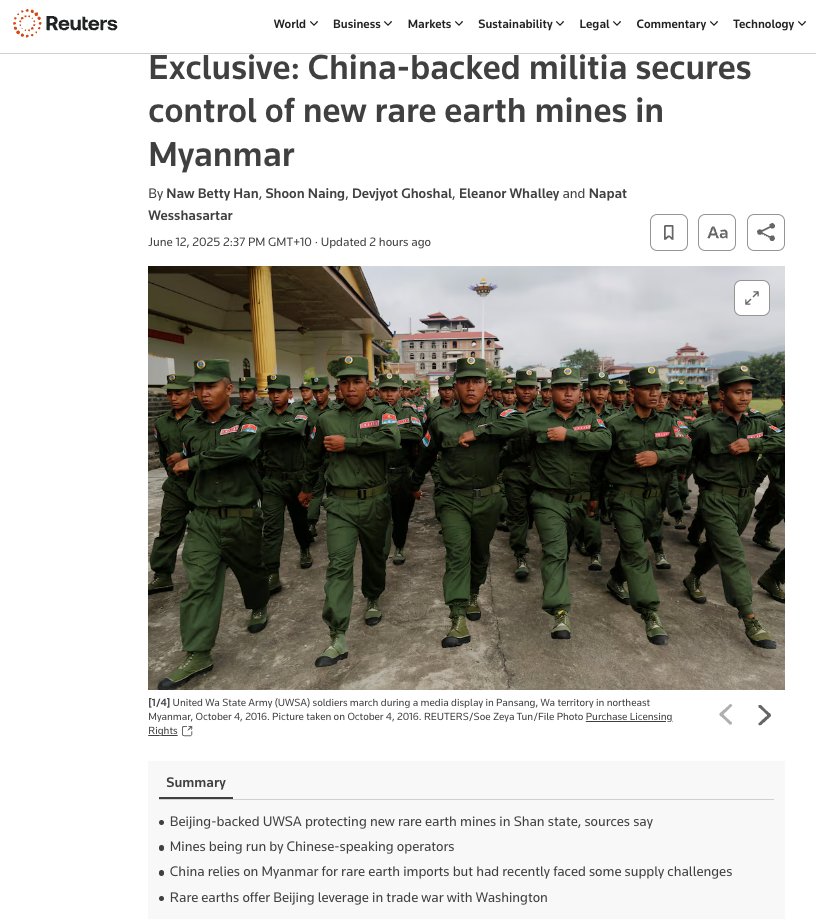 Reuters
World Business Markets Sustainability Legal Commentary Technology
Exclusive: China-backed militia secures
control of new rare earth mines in
Myanmar
By Naw Betty Han, Shoon Naing, Devjyot Ghoshal, Eleanor Whalley and Napat
Wesshasartar
June 12, 2025 2:37 PM GMT+10 · Updated 2 hours ago
Aa
[1/4] United Wa State Army (UWSA) soldiers march during a media display in Pansang, Wa territory in northeast
Myanmar, October 4, 2016. Picture taken on October 4, 2016. REUTERS/Soe Zeya Tun/File Photo Purchase Licensing
Rights
Summary
• Beijing-backed UWSA protecting new rare earth mines in Shan state, sources say
• Mines being run by Chinese-speaking operators
• China relies on Myanmar for rare earth imports but had recently faced some supply challenges
• Rare earths offer Beijing leverage in trade war with Washington